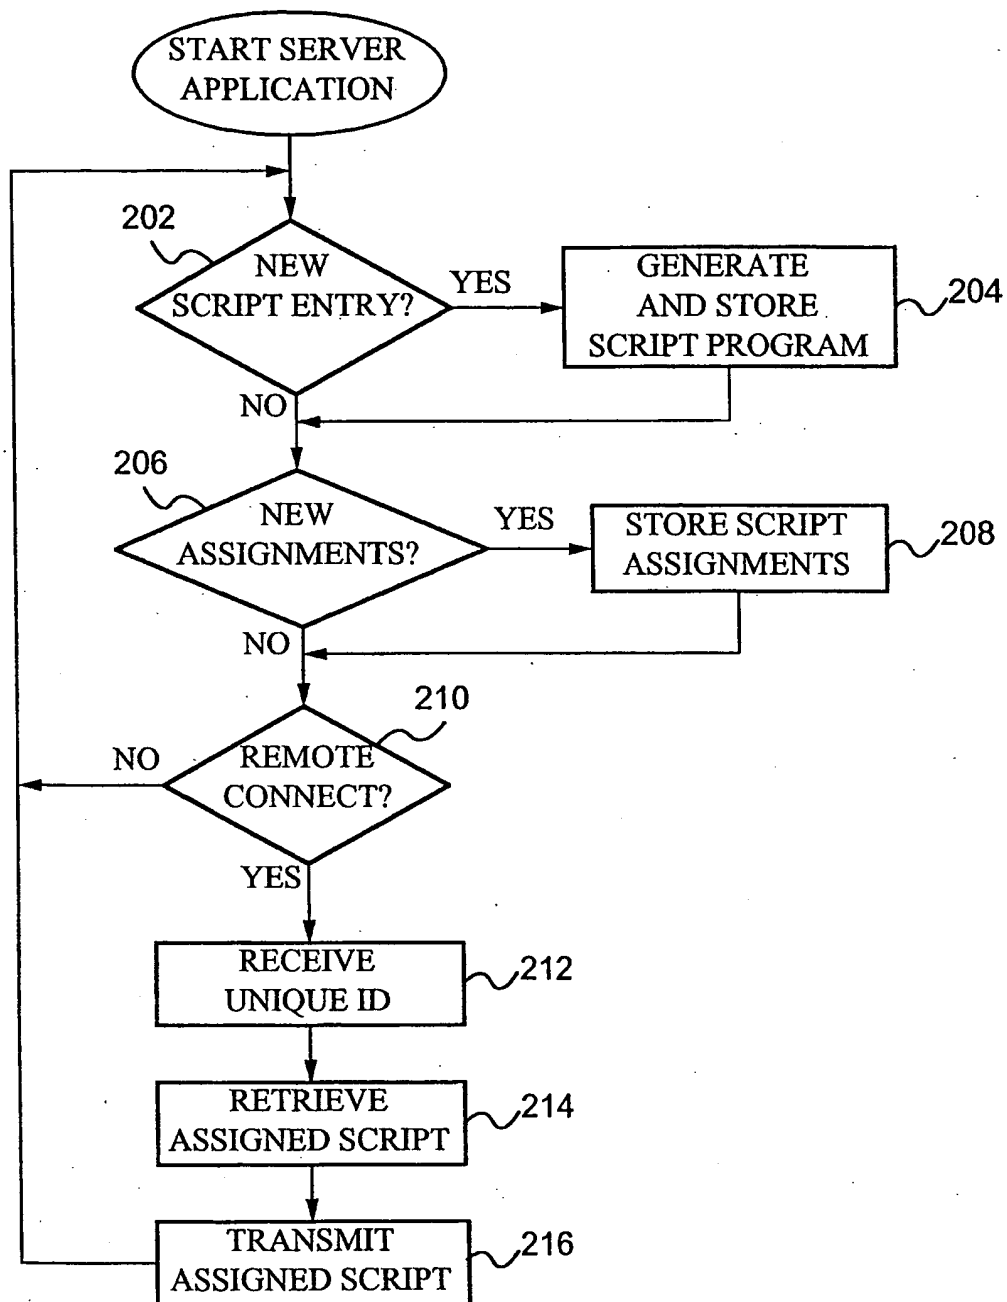 START SERVER
APPLICATION
202
NEW
SCRIPT ENTRY?
YES
GENERATE
AND STORE
SCRIPT PROGRAM
204
NO
206
NEW
ASSIGNMENTS?
YES
STORE SCRIPT
ASSIGNMENTS
208
NO
210
REMOTE
CONNECT?
NO
YES
RECEIVE
UNIQUE ID
212
RETRIEVE
ASSIGNED SCRIPT
214
TRANSMIT
ASSIGNED SCRIPT
216